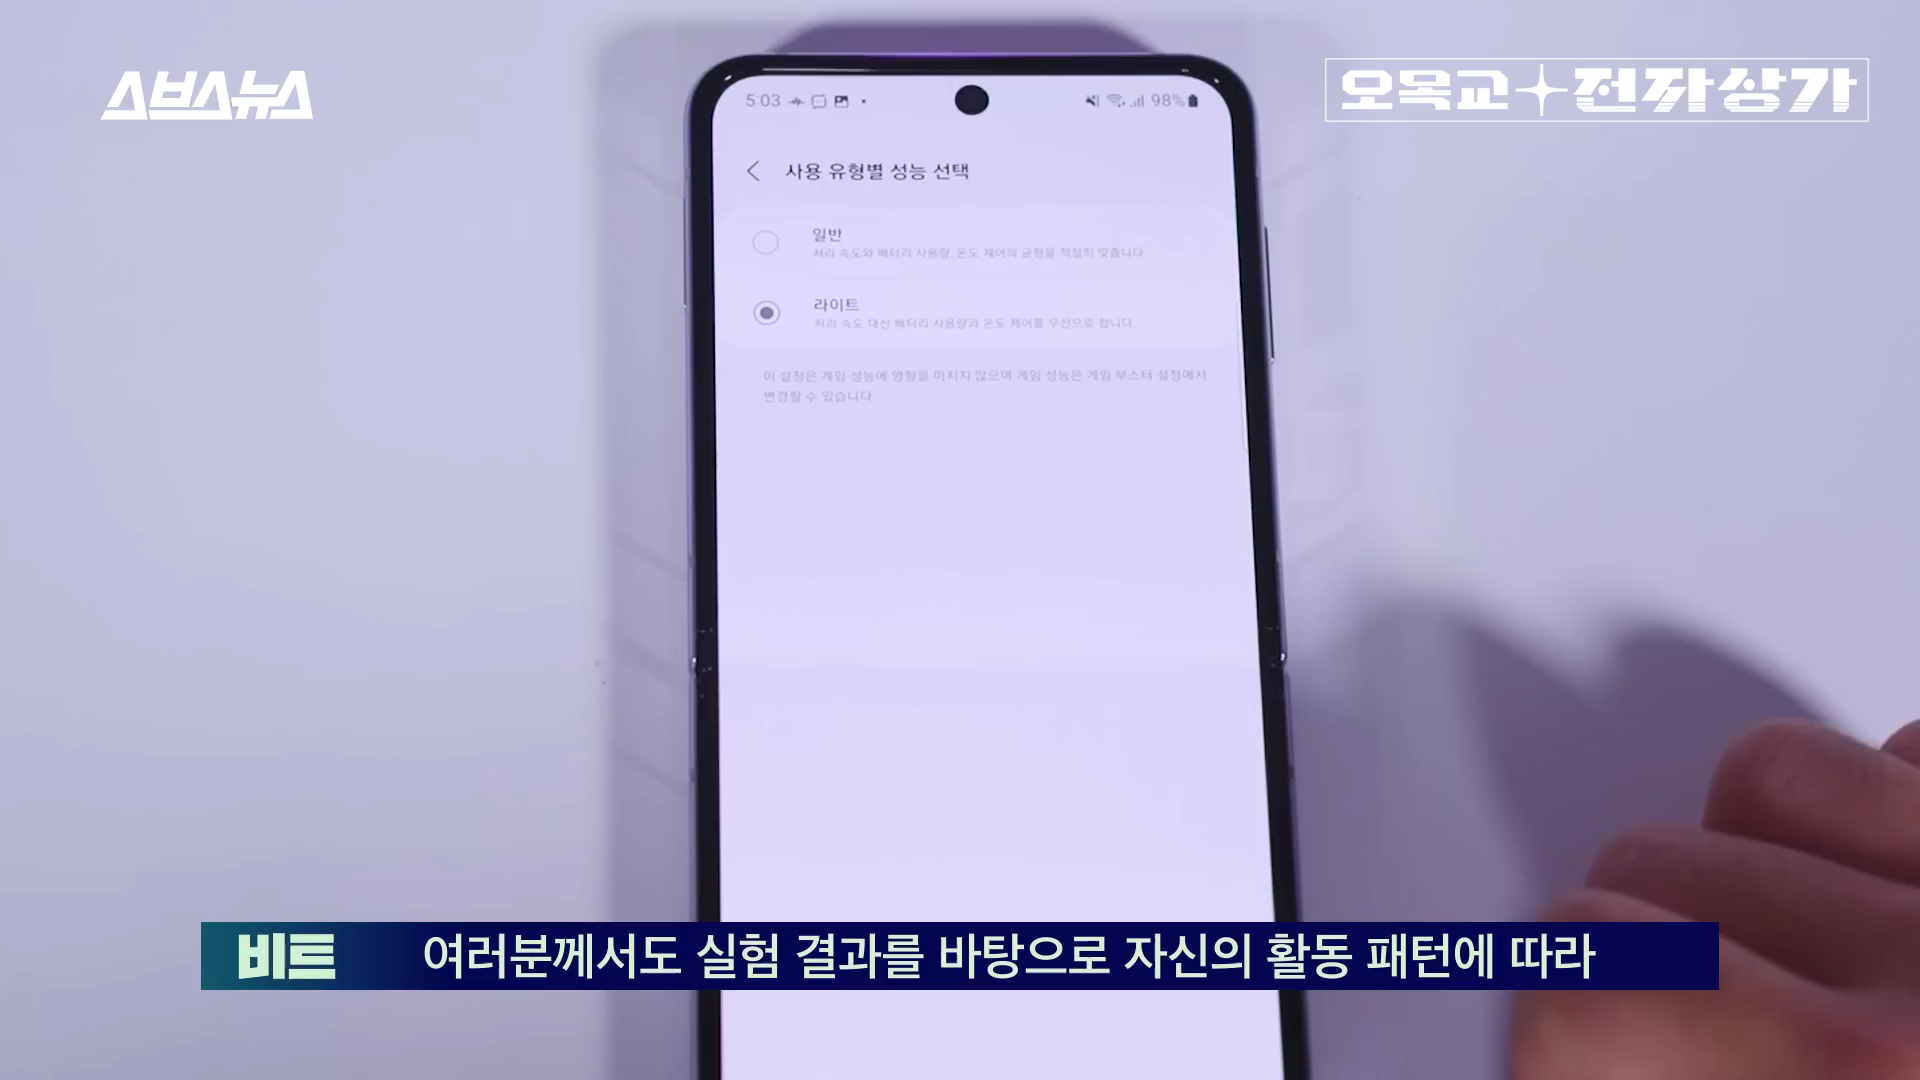 스브스뉴스
오목교 전자상가
5:03
98%
사용 유형별 성능 선택
일반
처리 속도와 배터리 사용량, 온도 제어의 균형을 적절히 맞춥니다.
라이트
처리 속도 대신 배터리 사용량과 온도 제어를 우선으로 합니다.
이 설정은 게임 성능에 영향을 미치지 않으며 게임 성능은 게임 부스터 설정에서
변경할 수 있습니다.
비트 여러분께서도 실험 결과를 바탕으로 자신의 활동 패턴에 따라